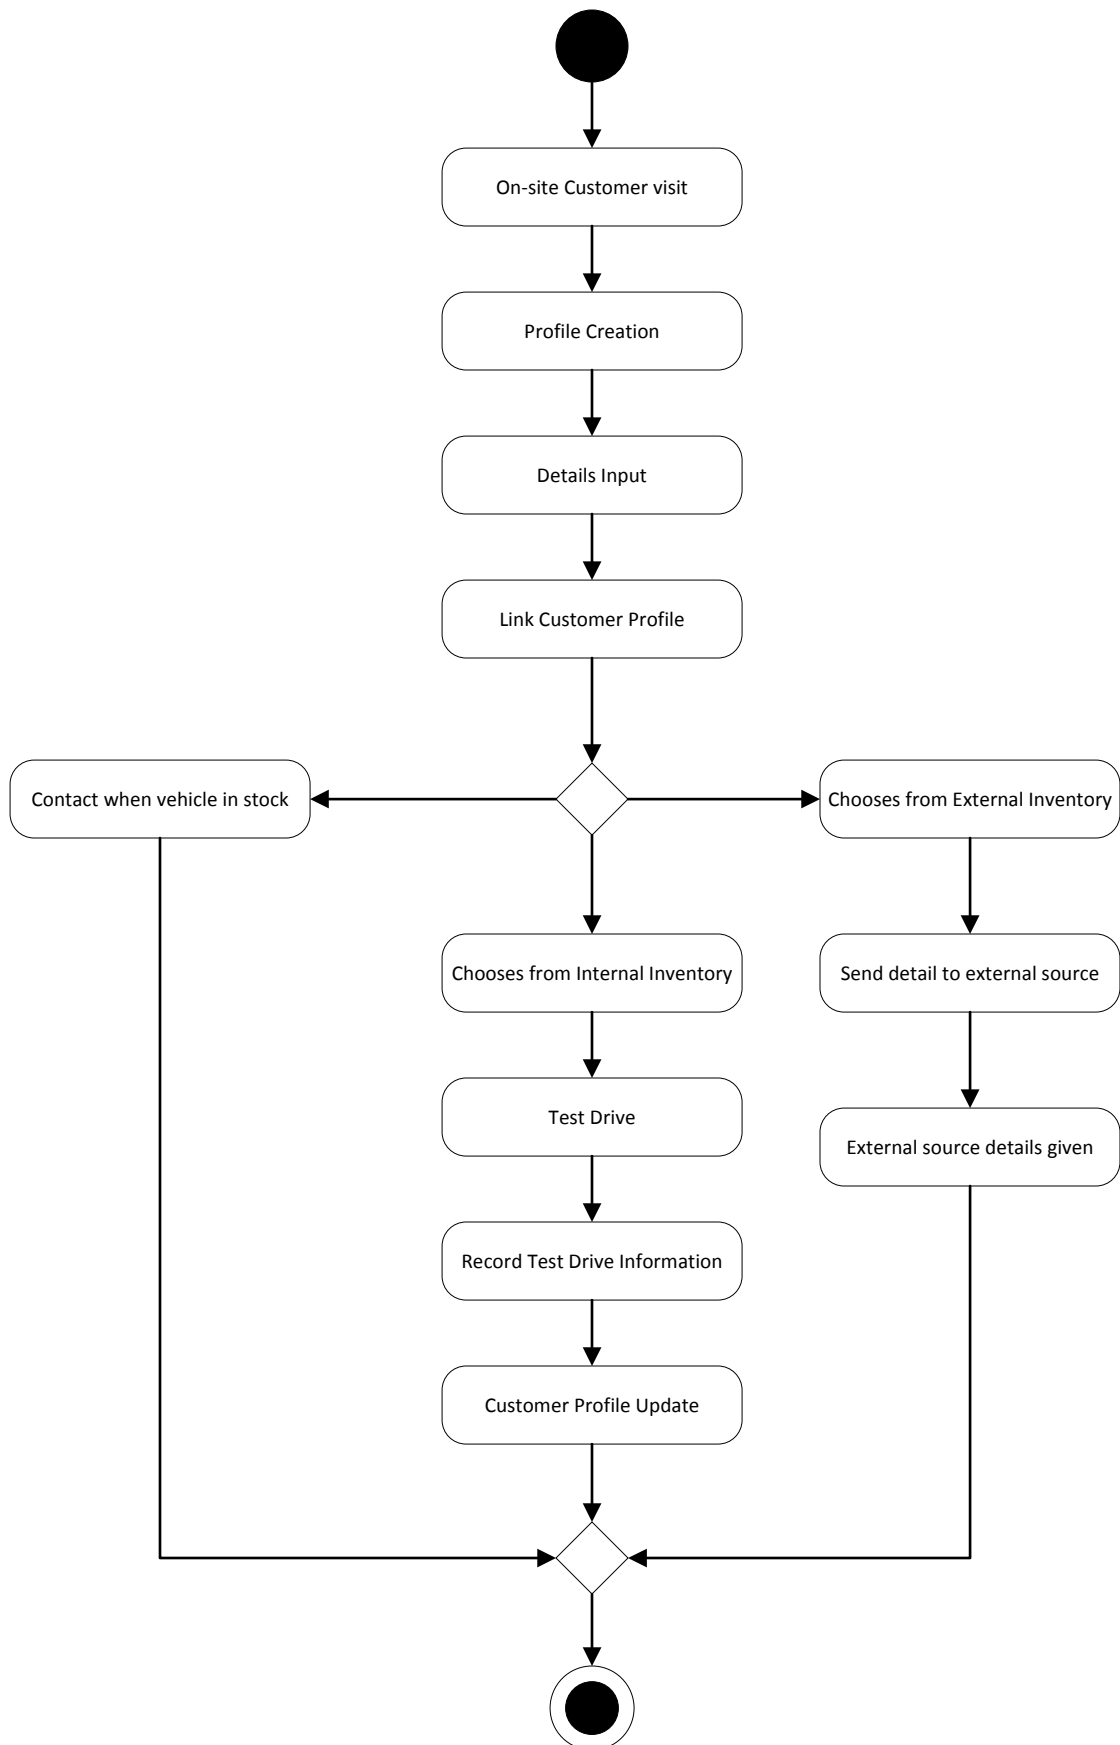 On-site Customer visit
Profile Creation
Details Input
Link Customer Profile
Contact when vehicle in stock
Chooses from External Inventory
Chooses from Internal Inventory
Send detail to external source
Test Drive
External source details given
Record Test Drive Information
Customer Profile Update